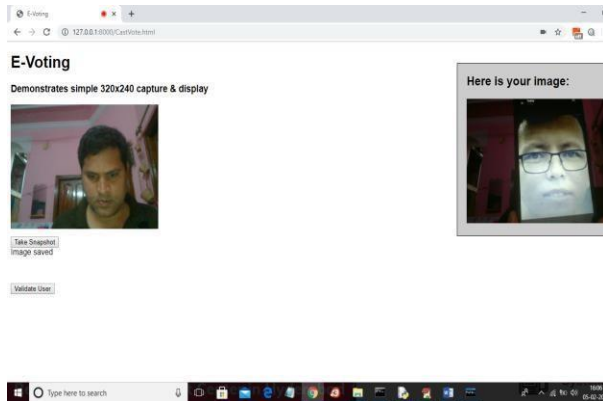 E-Voting
127.0.0.1:8000/CastVote.html
E-Voting
Demonstrates simple 320x240 capture & display
Here is your image:
Take Snapshot
Image saved
Validate User
Type here to search